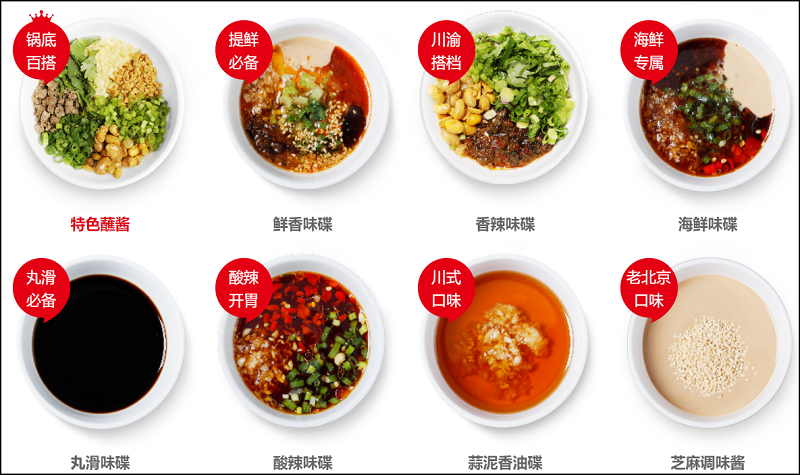 锅底
百搭
提鲜
必备
川渝
搭档
海鲜
专属
特色蘸酱
鲜香味碟
香辣味碟
海鲜味碟
丸滑
必备
酸辣
开胃
川式
口味
老北京
口味
丸滑味碟
酸辣味碟
蒜泥香油碟
芝麻调味酱